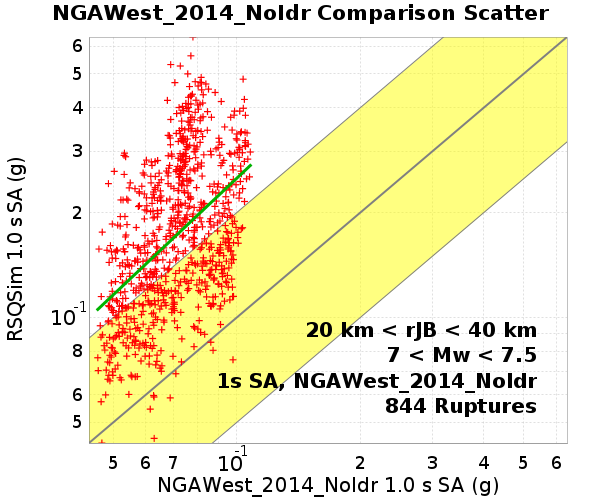 NGAWest_2014_NoIdr Comparison Scatter
RSQSim 1.0 s SA (g)
6
5
4
3
2
10-1
8
6
5
20 km < rJB < 40 km
7 < Mw < 7.5
1s SA, NGAWest_2014_NoIdr
844 Ruptures
5 6 7 10-1 2 3 4 5 6
NGAWest_2014_NoIdr 1.0 s SA (g)